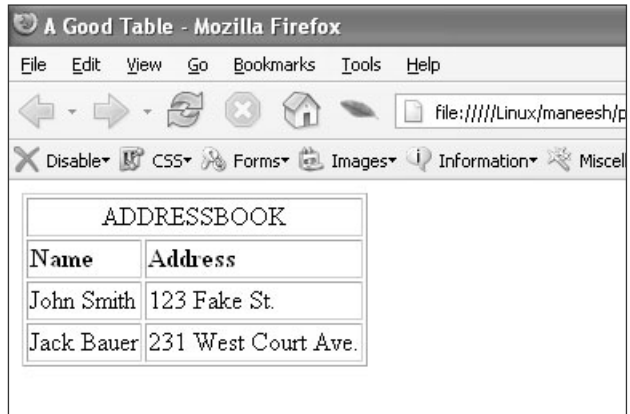 A Good Table - Mozilla Firefox
File Edit View Go Bookmarks Tools Help
file://///Linux/maneesh/p
Disable CSS Forms Images Information Miscell
ADDRESSBOOK
Name Address
John Smith 123 Fake St.
Jack Bauer 231 West Court Ave.